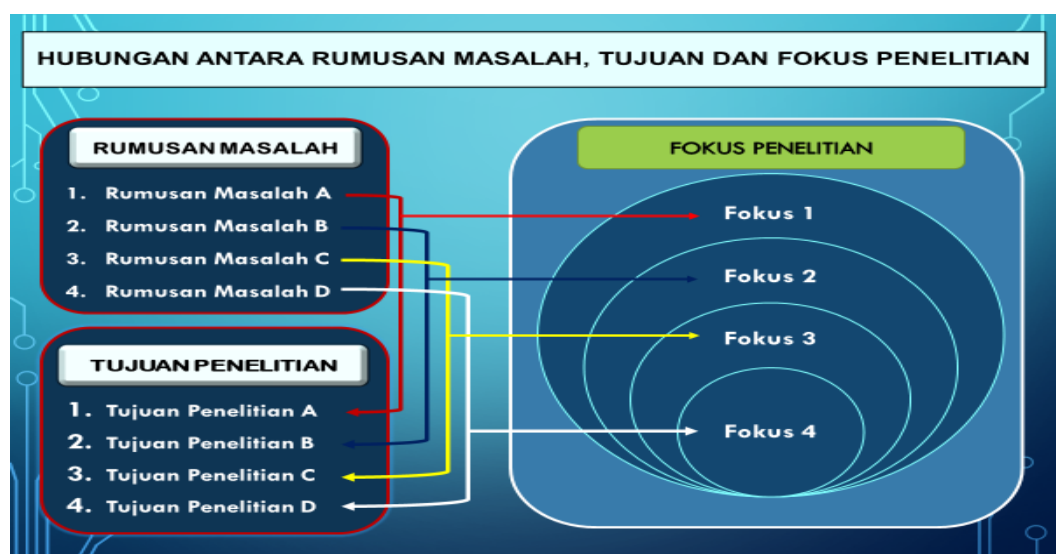 HUBUNGAN ANTARA RUMUSAN MASALAH, TUJUAN DAN FOKUS PENELITIAN
RUMUSAN MASALAH
1. Rumusan Masalah A
2. Rumusan Masalah B
3. Rumusan Masalah C
4. Rumusan Masalah D
TUJUAN PENELITIAN
1. Tujuan Penelitian A
2. Tujuan Penelitian B
3. Tujuan Penelitian C
4. Tujuan Penelitian D
FOKUS PENELITIAN
Fokus 1
Fokus 2
Fokus 3
Fokus 4